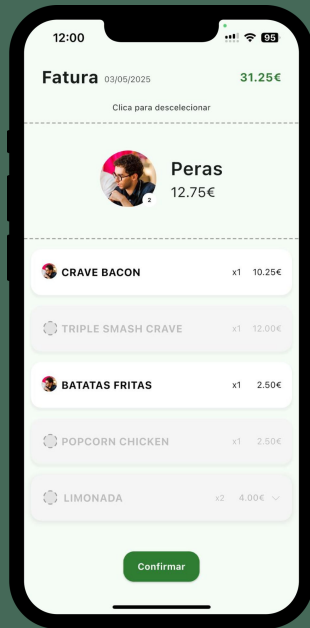 12:00
95
Fatura 03/05/2025 31.25€
Clica para descelecionar
Peras
12.75€
2
CRAVE BACON x1 10.25€
TRIPLE SMASH CRAVE x1 12.00€
BATATAS FRITAS x1 2.50€
POPCORN CHICKEN x1 2.50€
LIMONADA x2 4.00€
Confirmar